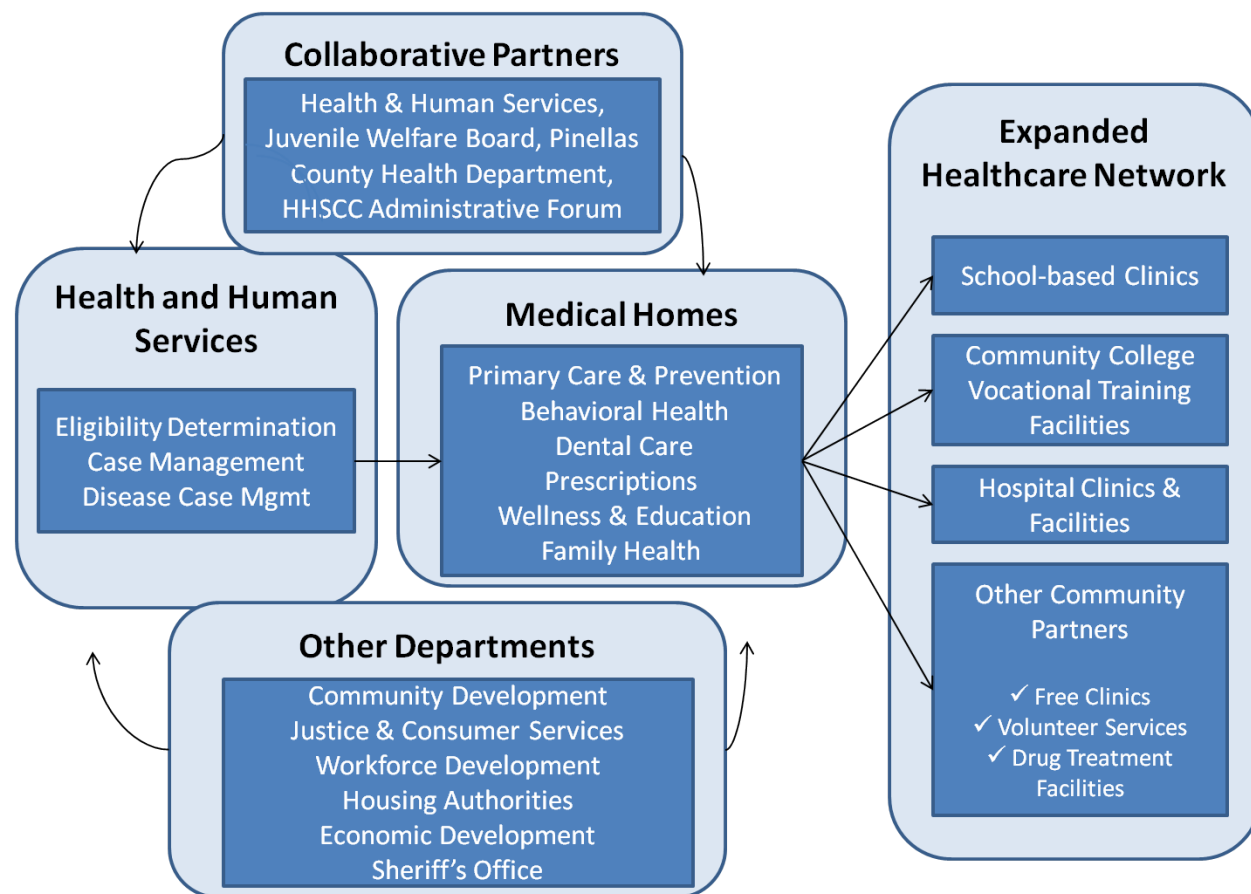 Collaborative Partners
Health & Human Services,
Juvenile Welfare Board, Pinellas
County Health Department,
HHSCC Administrative Forum
Health and Human
Services
Eligibility Determination
Case Management
Disease Case Mgmt
Medical Homes
Primary Care & Prevention
Behavioral Health
Dental Care
Prescriptions
Wellness & Education
Family Health
Other Departments
Community Development
Justice & Consumer Services
Workforce Development
Housing Authorities
Economic Development
Sheriff’s Office
Expanded
Healthcare Network
School-based Clinics
Community College
Vocational Training
Facilities
Hospital Clinics &
Facilities
Other Community
Partners
✓ Free Clinics
✓ Volunteer Services
✓ Drug Treatment
Facilities